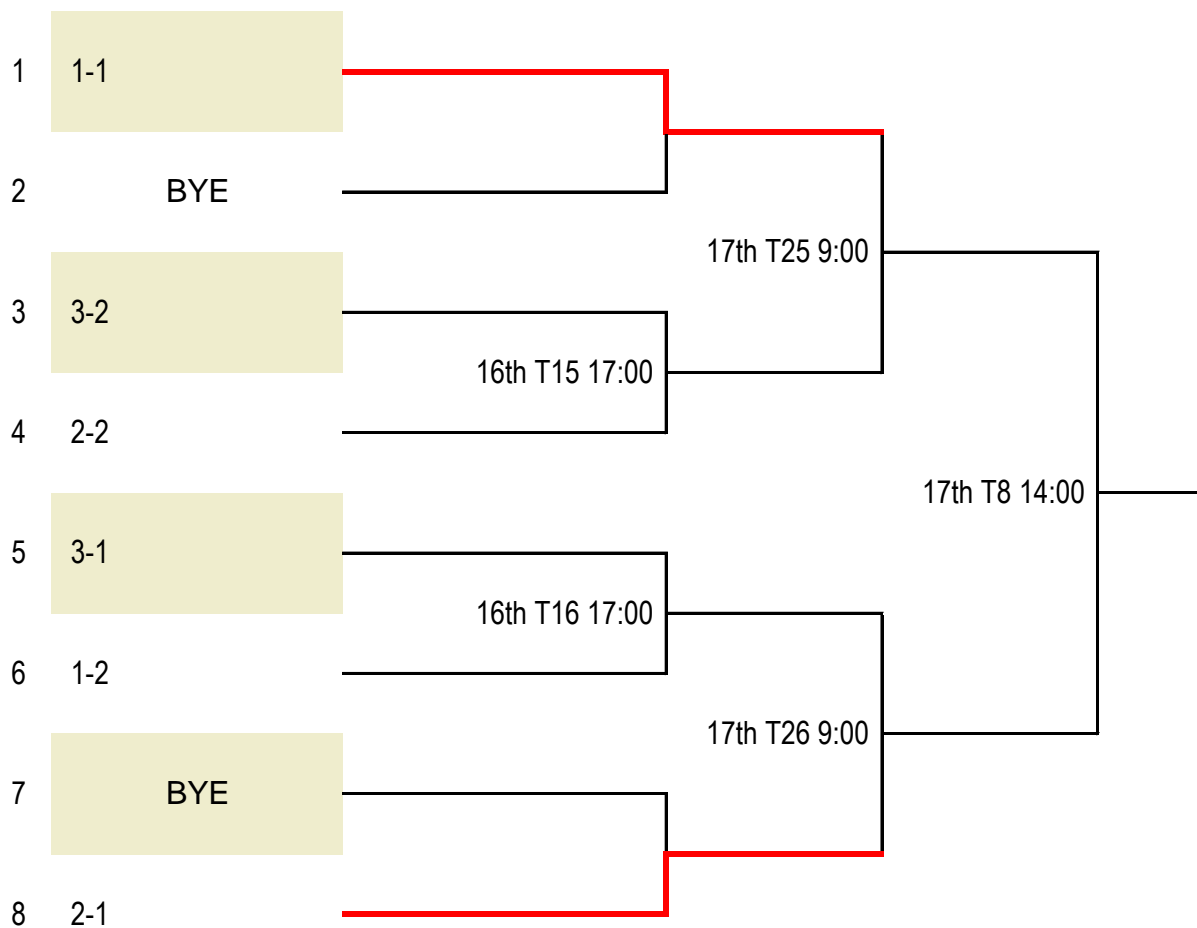 1 1-1
2 BYE
17th T25 9:00
3 3-2
16th T15 17:00
4 2-2
17th T8 14:00
5 3-1
16th T16 17:00
6 1-2
17th T26 9:00
7 BYE
8 2-1